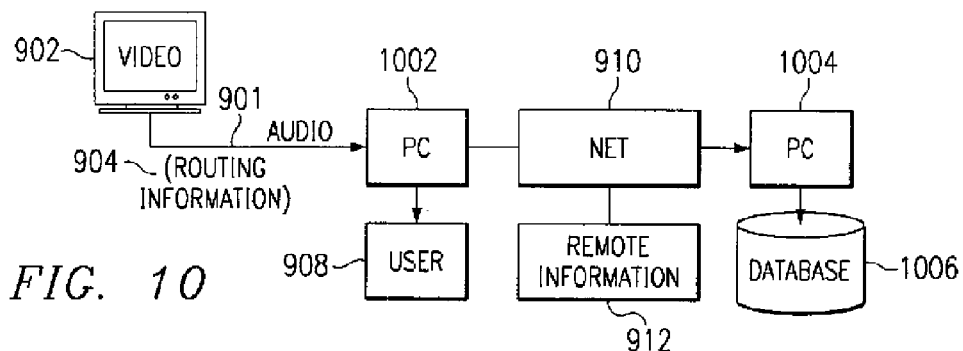 902
VIDEO
901
AUDIO
904
(ROUTING
INFORMATION)
1002
PC
910
NET
1004
PC
908
USER
REMOTE
INFORMATION
912
DATABASE
1006
FIG. 10